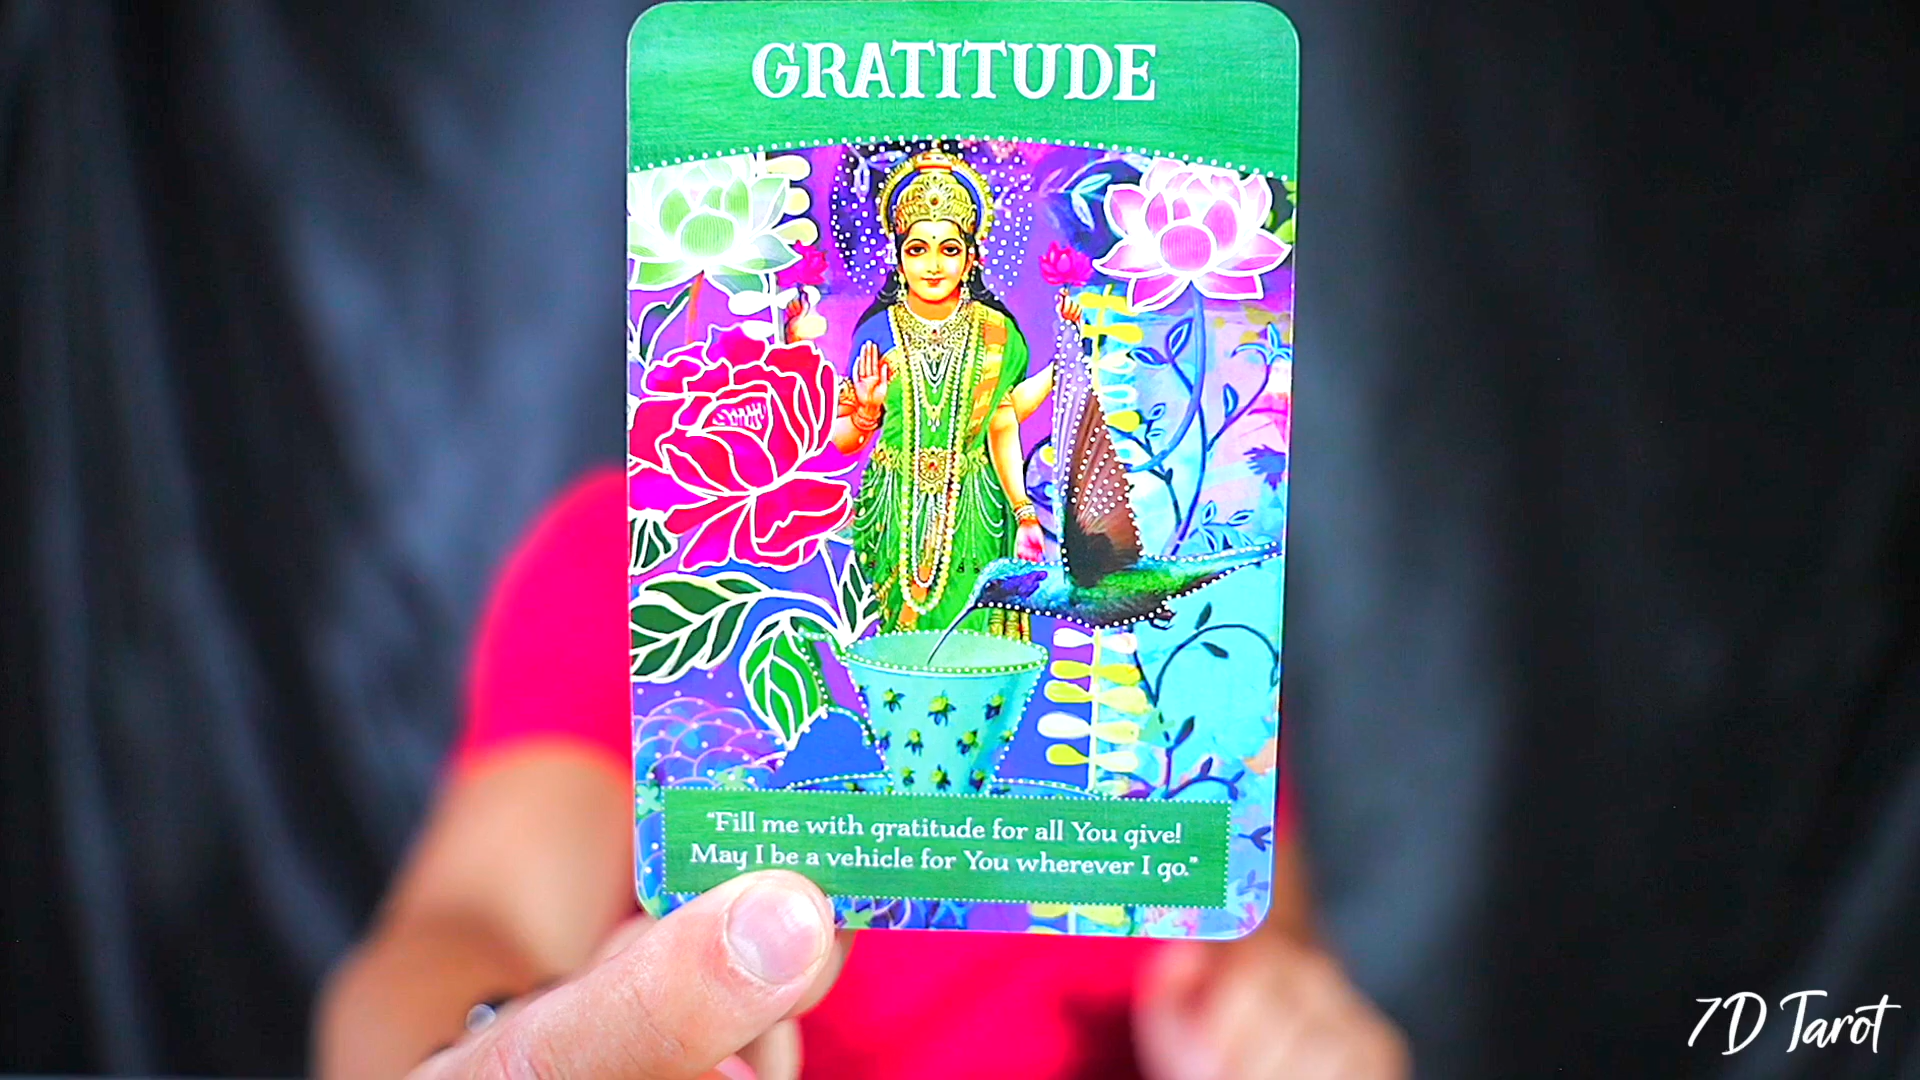 GRATITUDE
"Fill me with gratitude for all You give!
May I be a vehicle for You wherever I go."
7D Tarot